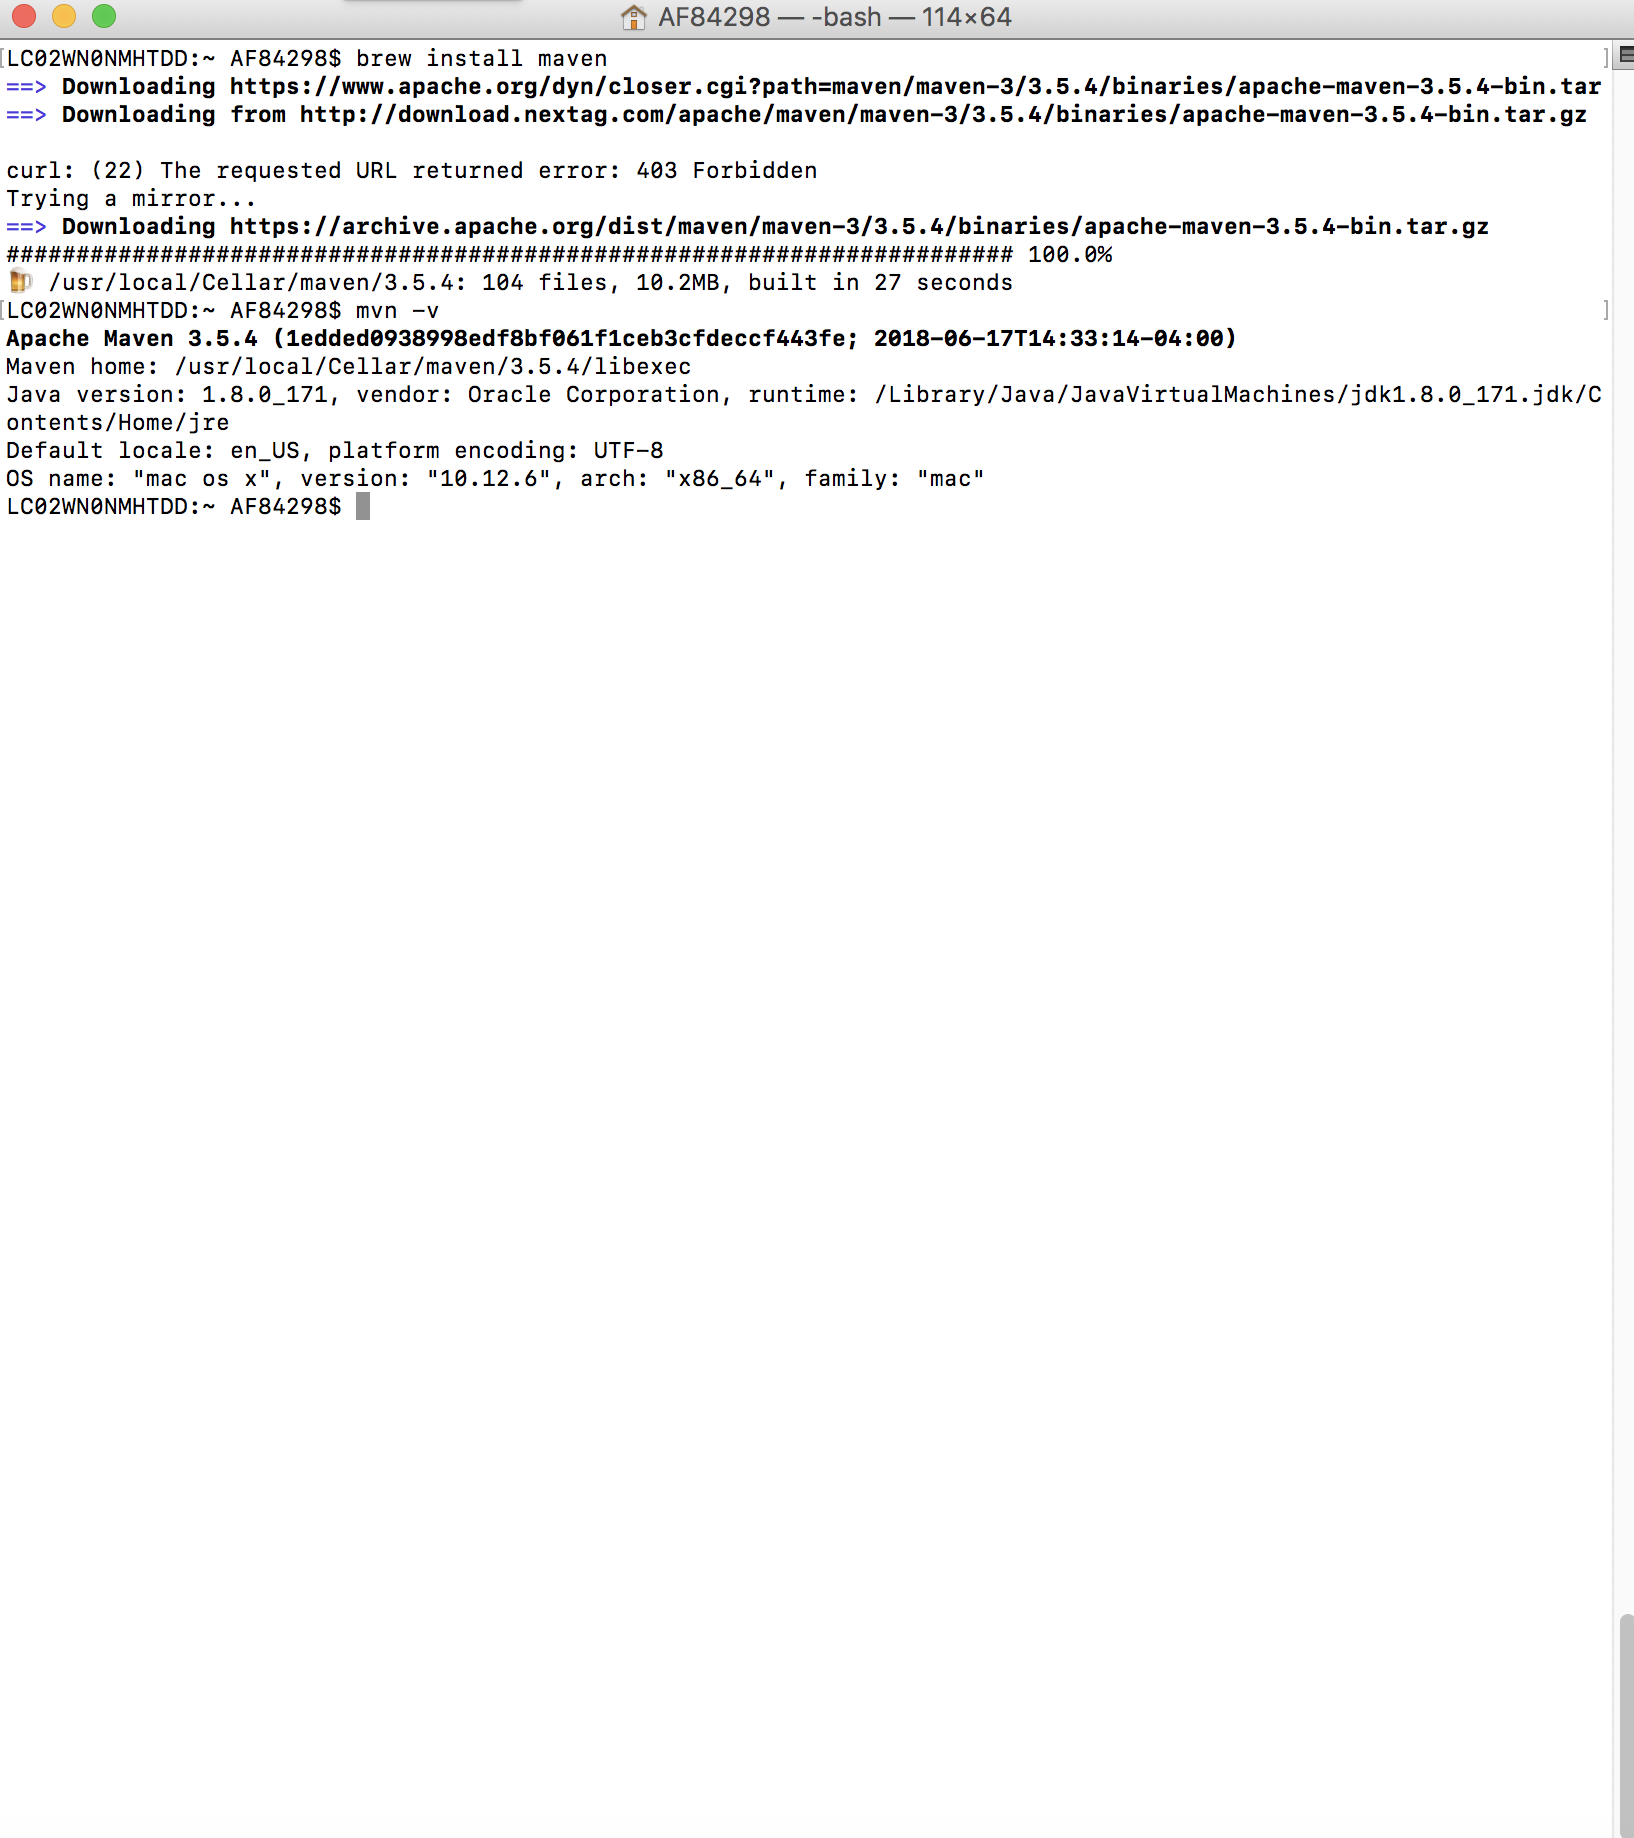 AF84298 — -bash — 114×64
LC02WN0NMHTDD:~ AF84298$ brew install maven
==> Downloading https://www.apache.org/dyn/closer.cgi?path=maven/maven-3/3.5.4/binaries/apache-maven-3.5.4-bin.tar
==> Downloading from http://download.nextag.com/apache/maven/maven-3/3.5.4/binaries/apache-maven-3.5.4-bin.tar.gz
curl: (22) The requested URL returned error: 403 Forbidden
Trying a mirror...
==> Downloading https://archive.apache.org/dist/maven/maven-3/3.5.4/binaries/apache-maven-3.5.4-bin.tar.gz
######################################################################## 100.0%
🍺 /usr/local/Cellar/maven/3.5.4: 104 files, 10.2MB, built in 27 seconds
LC02WN0NMHTDD:~ AF84298$ mvn -v
Apache Maven 3.5.4 (1edded0938998edf8bf061f1ceb3cfdeccf443fe; 2018-06-17T14:33:14-04:00)
Maven home: /usr/local/Cellar/maven/3.5.4/libexec
Java version: 1.8.0_171, vendor: Oracle Corporation, runtime: /Library/Java/JavaVirtualMachines/jdk1.8.0_171.jdk/C
ontents/Home/jre
Default locale: en_US, platform encoding: UTF-8
OS name: "mac os x", version: "10.12.6", arch: "x86_64", family: "mac"
LC02WN0NMHTDD:~ AF84298$